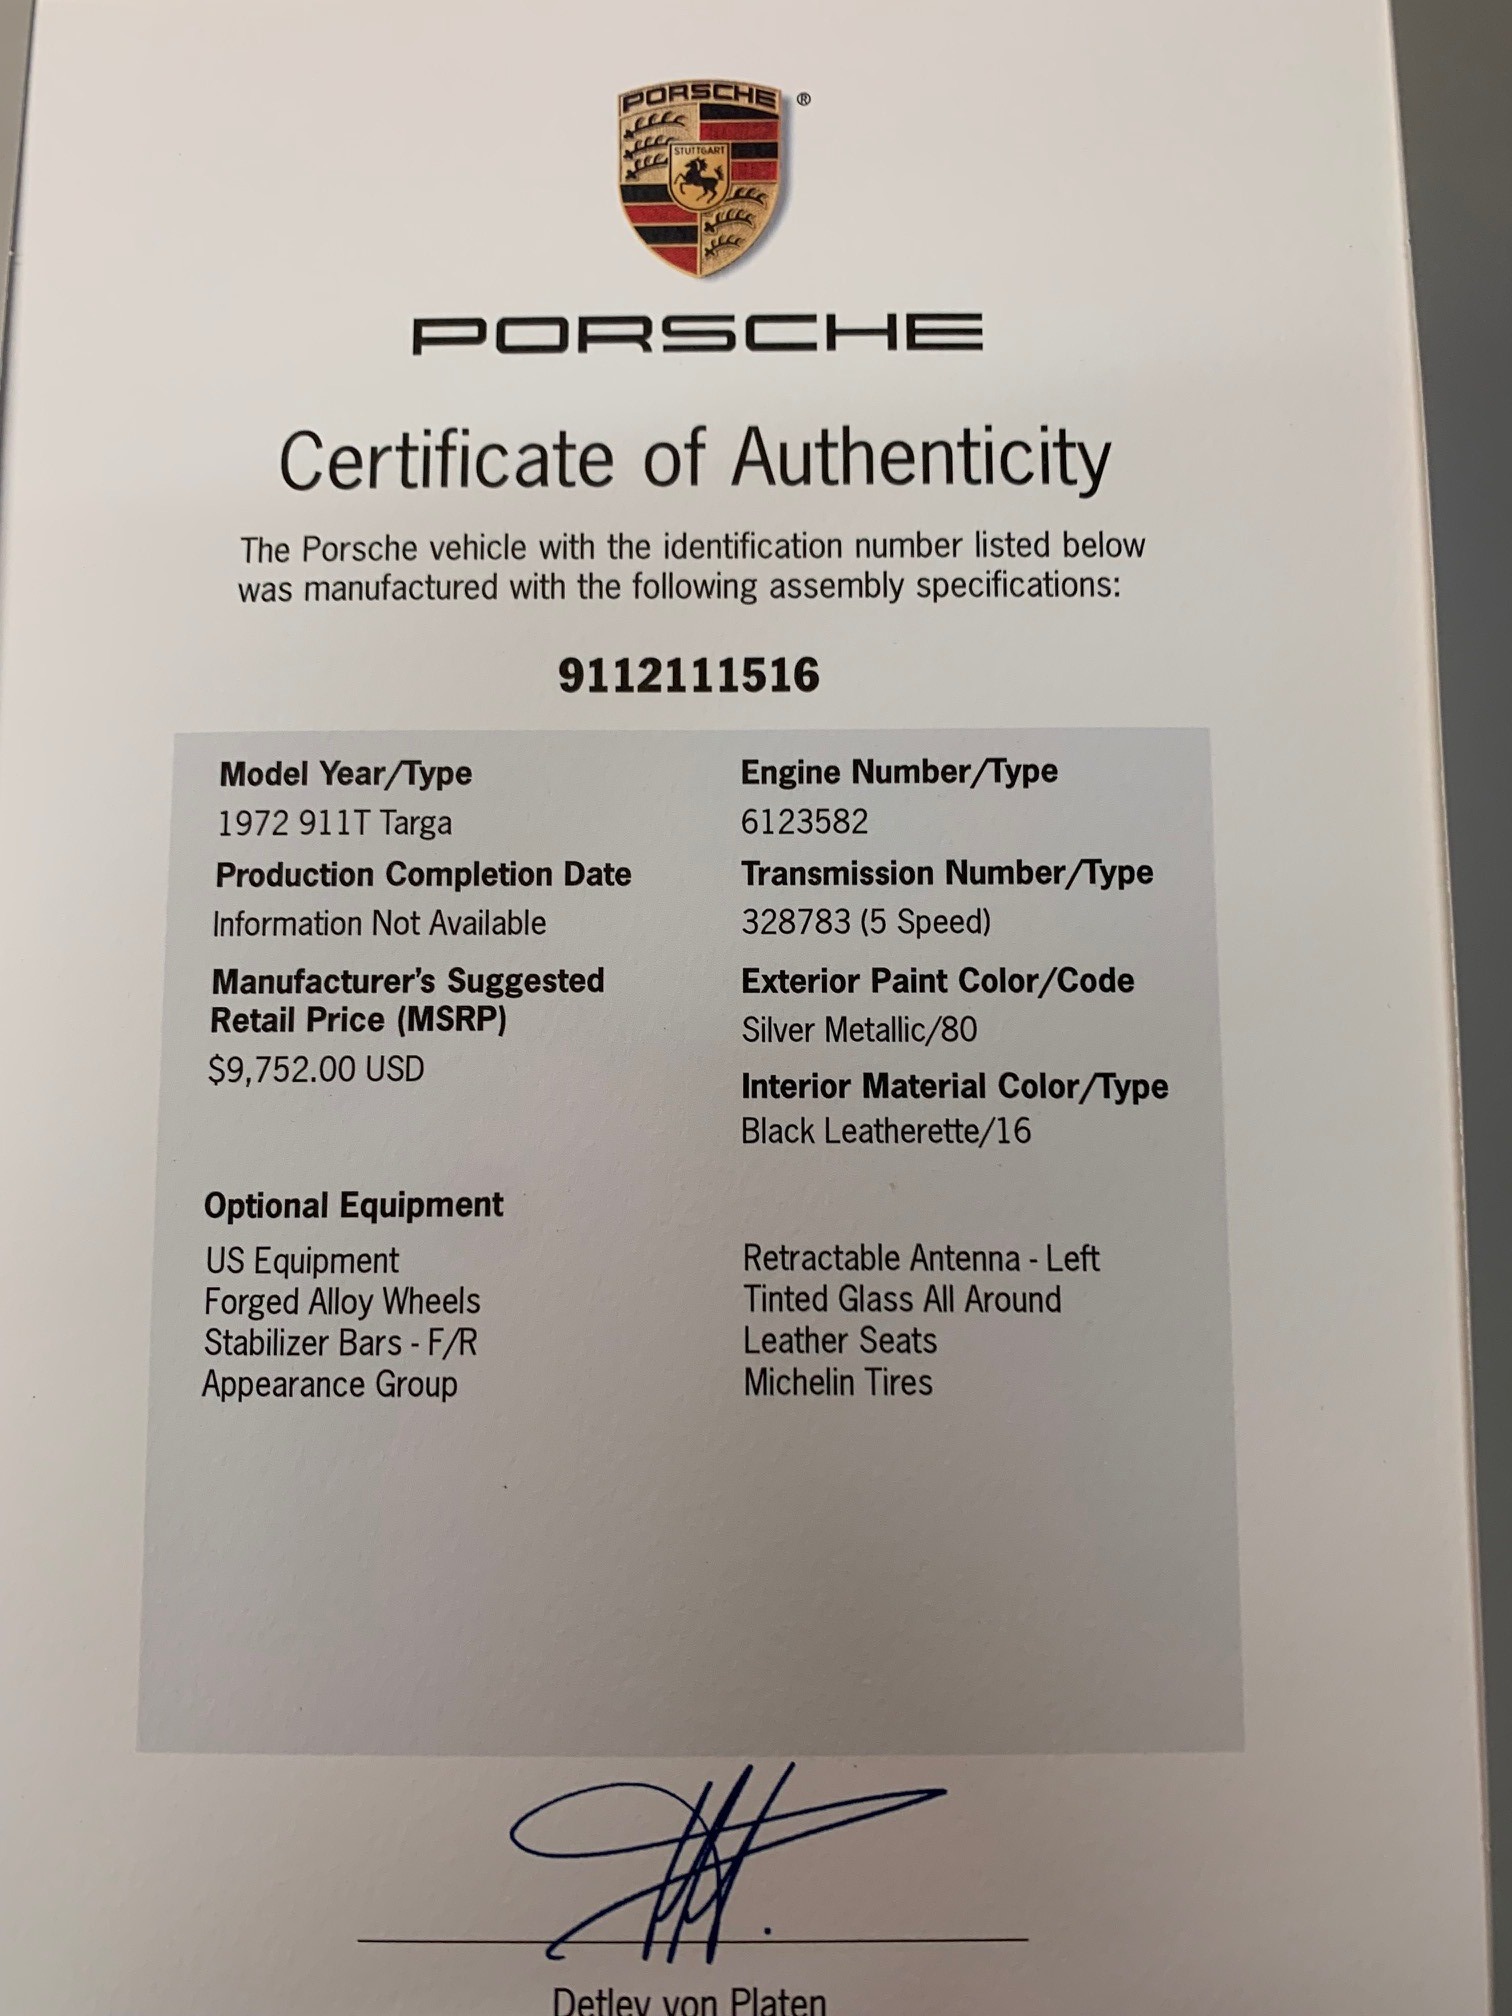 PORSCHE ®
STUTTGART
PORSCHE
Certificate of Authenticity
The Porsche vehicle with the identification number listed below
was manufactured with the following assembly specifications:
9112111516
Model Year/Type
1972 911T Targa
Production Completion Date
Information Not Available
Manufacturer's Suggested
Retail Price (MSRP)
$9,752.00 USD
Engine Number/Type
6123582
Transmission Number/Type
328783 (5 Speed)
Exterior Paint Color/Code
Silver Metallic/80
Interior Material Color/Type
Black Leatherette/16
Optional Equipment
US Equipment
Forged Alloy Wheels
Stabilizer Bars - F/R
Appearance Group
Retractable Antenna - Left
Tinted Glass All Around
Leather Seats
Michelin Tires
Detlev von Platen